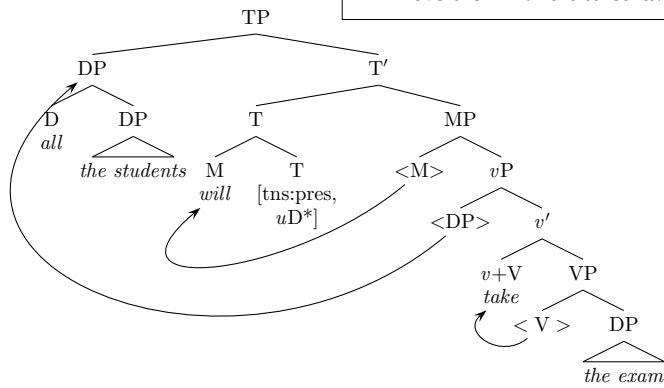 TP
DP T′
D DP T MP
all
the students M T <M> vP
will [tns:pres,
uD*] <DP> v′
v+V VP
take
< V > DP
the exam